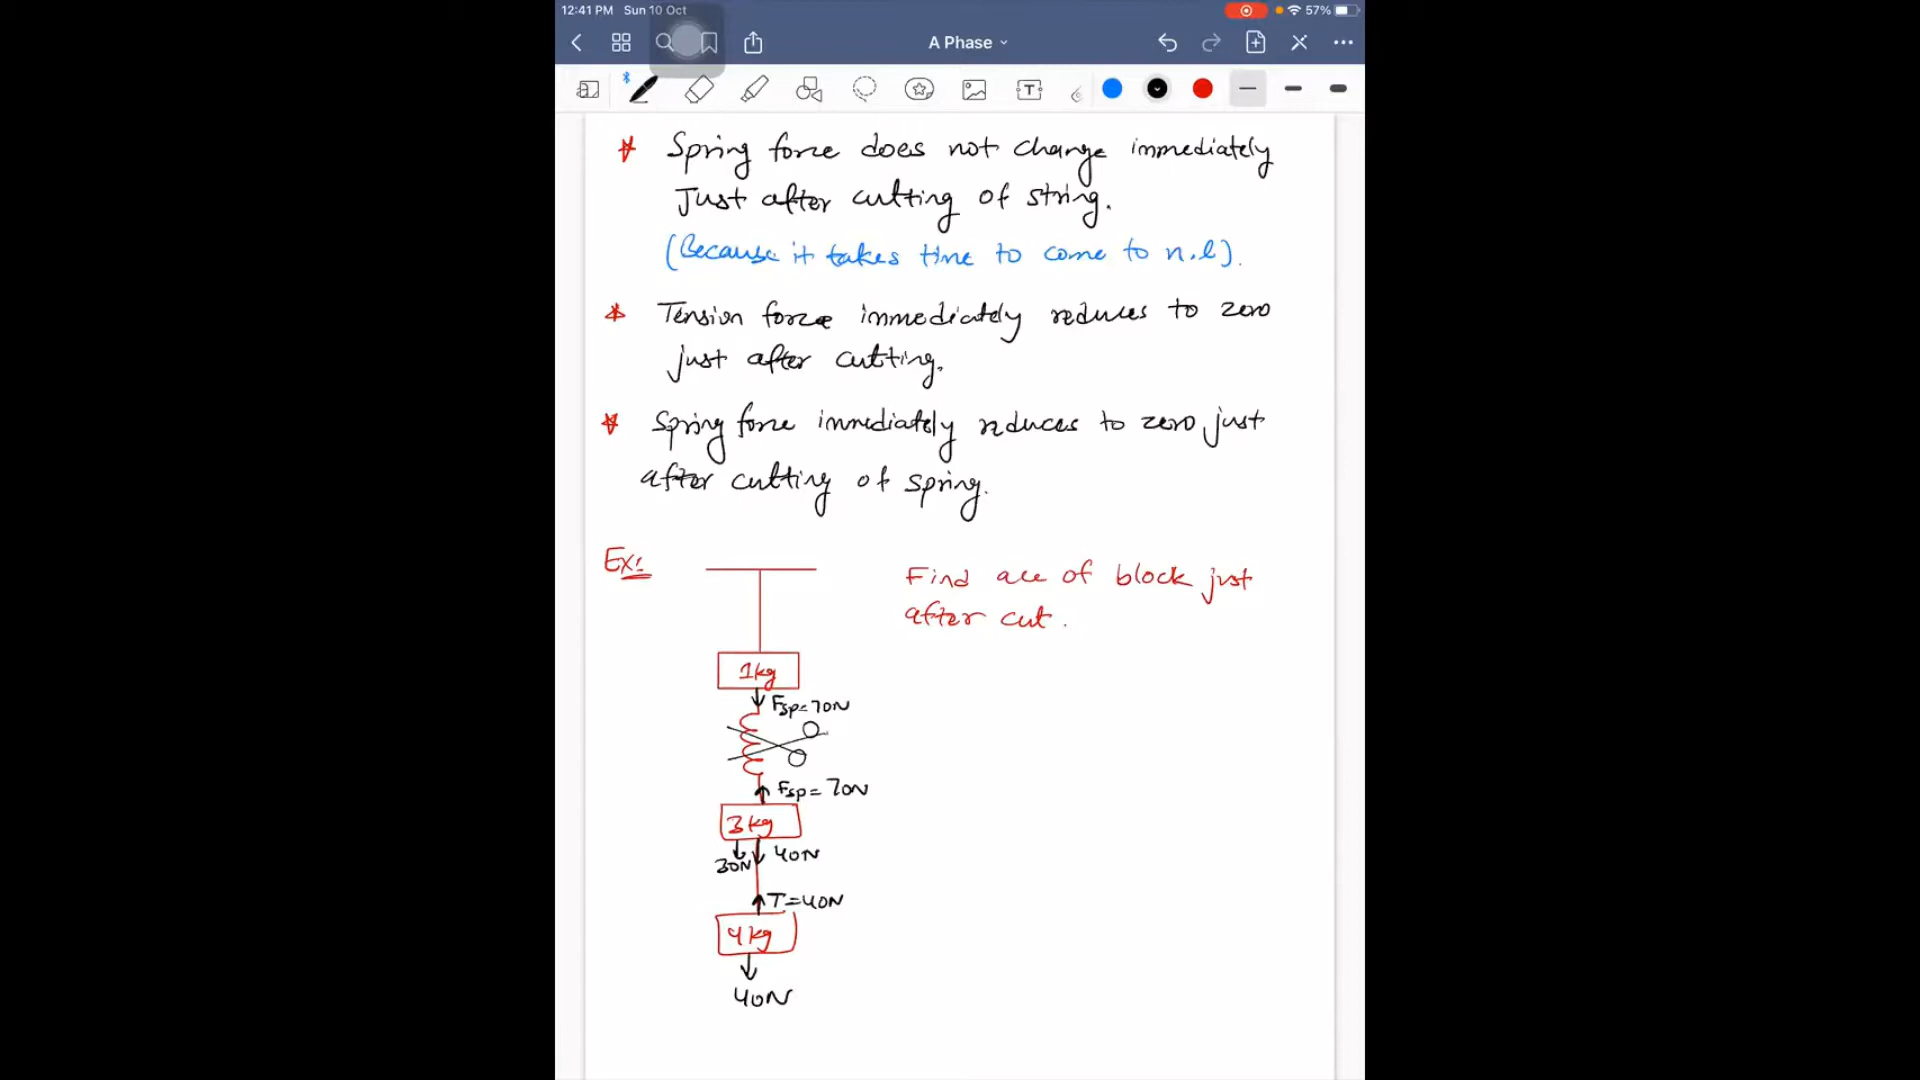 12:41 PM Sun 10 Oct
57%
A Phase
Spring force does not change immediately
Just after cutting of string.
(Because it takes time to come to n.l).
Tension force immediately reduces to zero
just after cutting.
Spring force immediately reduces to zero just
after cutting of spring.
Ex:
Find acc of block just
after cut.
1kg
Fsp=70N
Fsp=70N
3kg
30N 40N
T=40N
4kg
40N